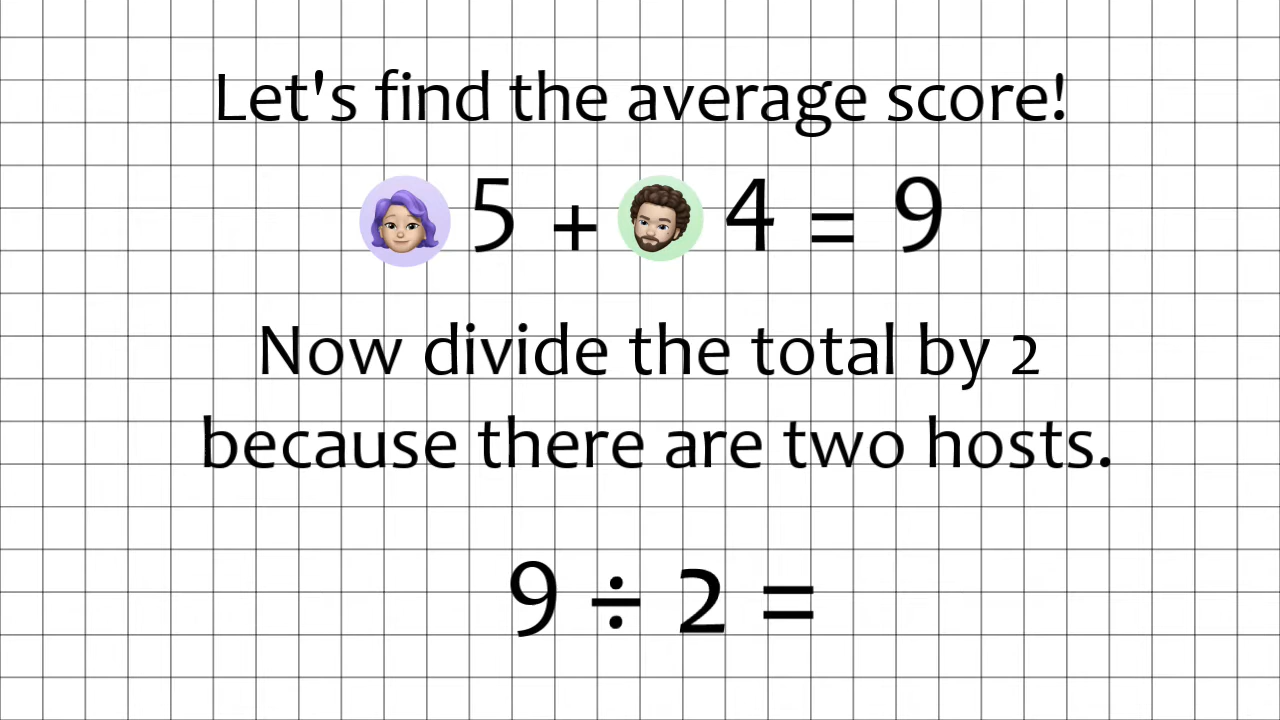 Let's find the average score!
5 + 4 = 9
Now divide the total by 2
because there are two hosts.
9 ÷ 2 =